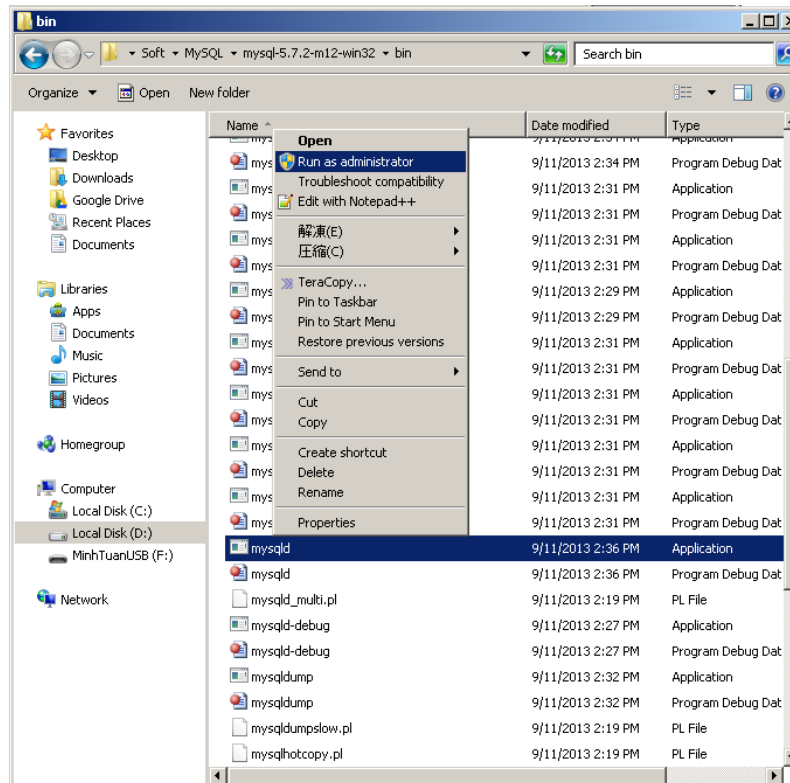 bin
Soft MySQL mysql-5.7.2-m12-win32 bin
Search bin
Organize Open New folder
Favorites
Desktop
Downloads
Google Drive
Recent Places
Documents
Libraries
Apps
Documents
Music
Pictures
Videos
Homegroup
Computer
Local Disk (C:)
Local Disk (D:)
MinhTuanUSB (F:)
Network
Name Date modified Type
Open
Run as administrator
Troubleshoot compatibility
Edit with Notepad++
解凍(E)
圧縮(C)
TeraCopy...
Pin to Taskbar
Pin to Start Menu
Restore previous versions
Send to
Cut
Copy
Create shortcut
Delete
Rename
Properties
mys 9/11/2013 2:34 PM Program Debug Dat
mys 9/11/2013 2:31 PM Application
mys 9/11/2013 2:31 PM Program Debug Dat
mys 9/11/2013 2:31 PM Application
mys 9/11/2013 2:31 PM Program Debug Dat
mys 9/11/2013 2:29 PM Application
mys 9/11/2013 2:29 PM Program Debug Dat
mys 9/11/2013 2:31 PM Application
mys 9/11/2013 2:31 PM Program Debug Dat
mys 9/11/2013 2:31 PM Application
mys 9/11/2013 2:31 PM Program Debug Dat
mys 9/11/2013 2:31 PM Application
mys 9/11/2013 2:31 PM Program Debug Dat
mys 9/11/2013 2:31 PM Application
mys 9/11/2013 2:31 PM Program Debug Dat
mysqld 9/11/2013 2:36 PM Application
mysqld 9/11/2013 2:36 PM Program Debug Dat
mysqld_multi.pl 9/11/2013 2:19 PM PL File
mysqld-debug 9/11/2013 2:27 PM Application
mysqld-debug 9/11/2013 2:27 PM Program Debug Dat
mysqldump 9/11/2013 2:32 PM Application
mysqldump 9/11/2013 2:32 PM Program Debug Dat
mysqldumpslow.pl 9/11/2013 2:19 PM PL File
mysqlhotcopy.pl 9/11/2013 2:19 PM PL File